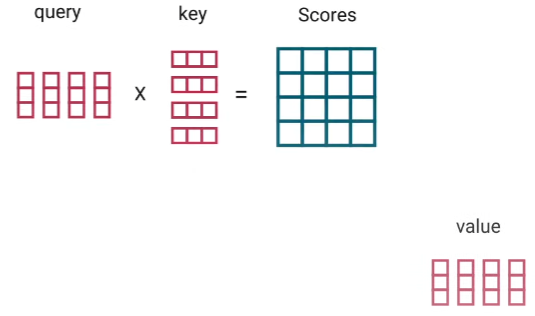 query
key
Scores
X
=
value